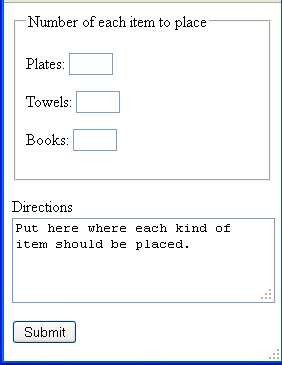 Number of each item to place
Plates:
Towels:
Books:
Directions
Put here where each kind of
item should be placed.
Submit